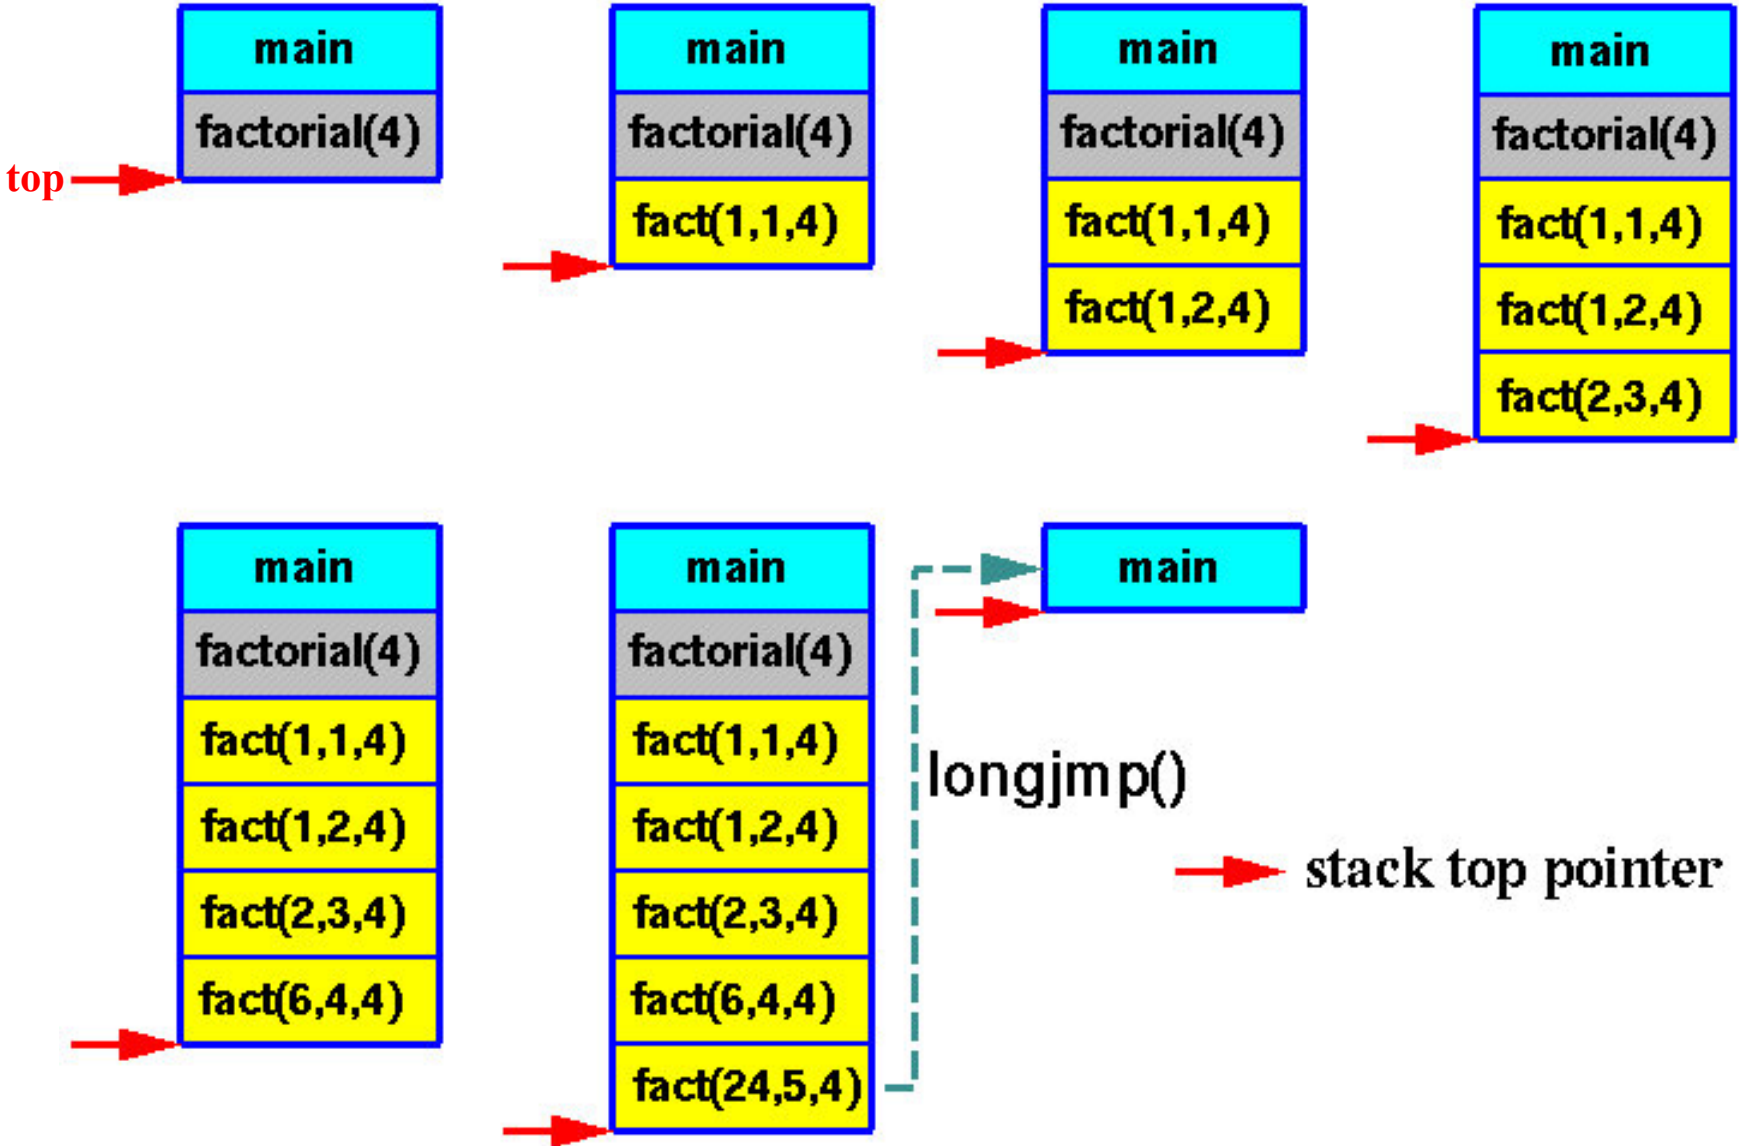 main
factorial(4)
top
main
factorial(4)
fact(1,1,4)
main
factorial(4)
fact(1,1,4)
fact(1,2,4)
main
factorial(4)
fact(1,1,4)
fact(1,2,4)
fact(2,3,4)
main
factorial(4)
fact(1,1,4)
fact(1,2,4)
fact(2,3,4)
fact(6,4,4)
main
factorial(4)
fact(1,1,4)
fact(1,2,4)
fact(2,3,4)
fact(6,4,4)
fact(24,5,4)
main
longjmp()
stack top pointer